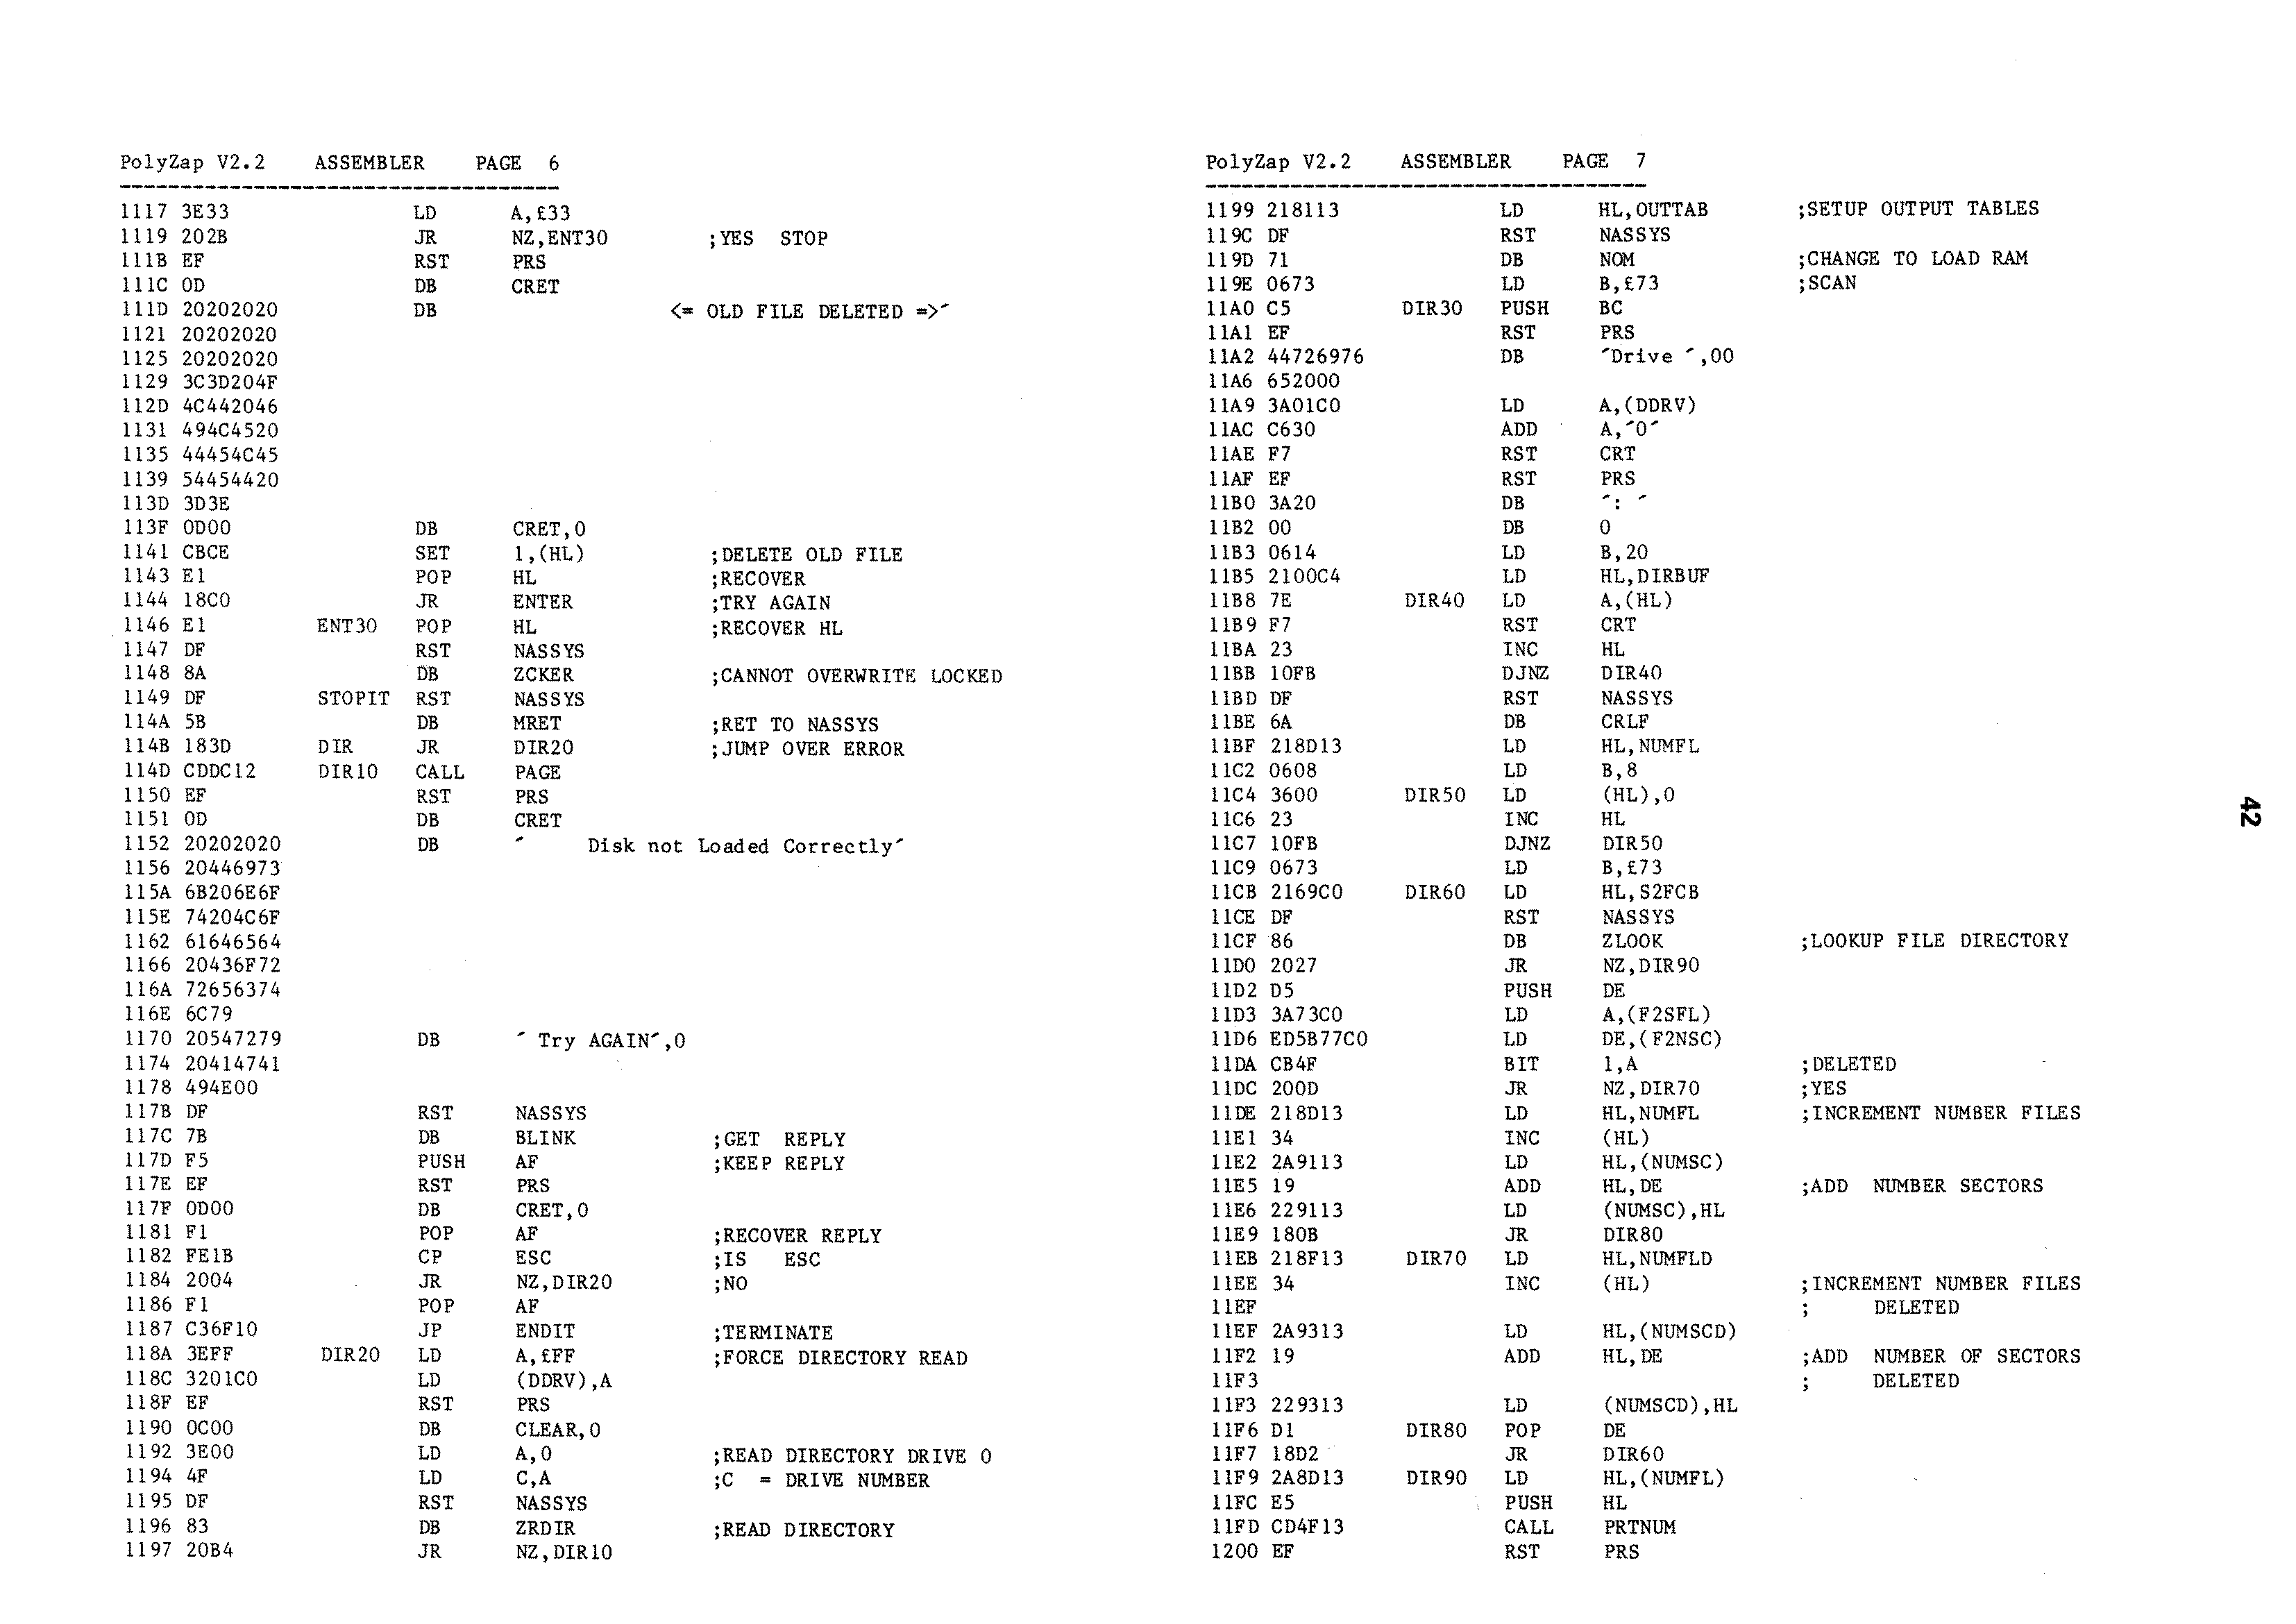 PolyZap V2.2    ASSEMBLER    PAGE  6
1117 3E33 LD A,£33
1119 202B JR NZ,ENT30 ;YES  STOP
111B EF RST PRS
111C 0D DB CRET
111D 20202020 DB <= OLD FILE DELETED =>´
1121 20202020
1125 20202020
1129 3C3D204F
112D 4C442046
1131 494C4520
1135 44454C45
1139 54454420
113D 3D3E
113F 0D00 DB CRET,0
1141 CBCE SET 1,(HL) ;DELETE OLD FILE
1143 E1 POP HL ;RECOVER
1144 18C0 JR ENTER ;TRY AGAIN
1146 E1 ENT30 POP HL ;RECOVER HL
1147 DF RST NASSYS
1148 8A DB ZCKER ;CANNOT OVERWRITE LOCKED
1149 DF STOPIT RST NASSYS
114A 5B DB MRET ;RET TO NASSYS
114B 183D DIR JR DIR20 ;JUMP OVER ERROR
114D CDDC12 DIR10 CALL PAGE
1150 EF RST PRS
1151 0D DB CRET
1152 20202020 DB ´     Disk not Loaded Correctly´
1156 20446973
115A 6B206E6F
115E 74204C6F
1162 61646564
1166 20436F72
116A 72656374
116E 6C79
1170 20547279 DB ´ Try AGAIN´,0
1174 20414741
1178 494E00
117B DF RST NASSYS
117C 7B DB BLINK ;GET  REPLY
117D F5 PUSH AF ;KEEP REPLY
117E EF RST PRS
117F 0D00 DB CRET,0
1181 F1 POP AF ;RECOVER REPLY
1182 FE1B CP ESC ;IS   ESC
1184 2004 JR NZ,DIR20 ;NO
1186 F1 POP AF
1187 C36F10 JP ENDIT ;TERMINATE
118A 3EFF DIR20 LD A,£FF ;FORCE DIRECTORY READ
118C 3201C0 LD (DDRV),A
118F EF RST PRS
1190 0C00 DB CLEAR,0
1192 3E00 LD A,0 ;READ DIRECTORY DRIVE 0
1194 4F LD C,A ;C  = DRIVE NUMBER
1195 DF RST NASSYS
1196 83 DB ZRDIR ;READ DIRECTORY
1197 20B4 JR NZ,DIR10
PolyZap V2.2    ASSEMBLER    PAGE  7
1199 218113 LD HL,OUTTAB ;SETUP OUTPUT TABLES
119C DF RST NASSYS
119D 71 DB NOM ;CHANGE TO LOAD RAM
119E 0673 LD B,£73 ;SCAN
11A0 C5 DIR30 PUSH BC
11A1 EF RST PRS
11A2 44726976 DB ´Drive ´,00
11A6 652000
11A9 3A01C0 LD A,(DDRV)
11AC C630 ADD A,´0´
11AE F7 RST CRT
11AF EF RST PRS
11B0 3A20 DB ´: ´
11B2 00 DB 0
11B3 0614 LD B,20
11B5 2100C4 LD HL,DIRBUF
11B8 7E DIR40 LD A,(HL)
11B9 F7 RST CRT
11BA 23 INC HL
11BB 10FB DJNZ DIR40
11BD DF RST NASSYS
11BE 6A DB CRLF
11BF 218D13 LD HL,NUMFL
11C2 0608 LD B,8
11C4 3600 DIR50 LD (HL),0
11C6 23 INC HL
11C7 10FB DJNZ DIR50
11C9 0673 LD B,£73
11CB 2169C0 DIR60 LD HL,S2FCB
11CE DF RST NASSYS
11CF 86 DB ZLOOK ;LOOKUP FILE DIRECTORY
11D0 2027 JR NZ,DIR90
11D2 D5 PUSH DE
11D3 3A73C0 LD A,(F2SFL)
11D6 ED5B77C0 LD DE,(F2NSC)
11DA CB4F BIT 1,A ;DELETED
11DC 200D JR NZ,DIR70 ;YES
11DE 218D13 LD HL,NUMFL ;INCREMENT NUMBER FILES
11E1 34 INC (HL)
11E2 2A9113 LD HL,(NUMSC)
11E5 19 ADD HL,DE ;ADD  NUMBER SECTORS
11E6 229113 LD (NUMSC),HL
11E9 180B JR DIR80
11EB 218F13 DIR70 LD HL,NUMFLD
11EE 34 INC (HL) ;INCREMENT NUMBER FILES
11EF ;     DELETED
11EF 2A9313 LD HL,(NUMSCD)
11F2 19 ADD HL,DE ;ADD  NUMBER OF SECTORS
11F3 ;     DELETED
11F3 229313 LD (NUMSCD),HL
11F6 D1 DIR80 POP DE
11F7 18D2 JR DIR60
11F9 2A8D13 DIR90 LD HL,(NUMFL)
11FC E5 PUSH HL
11FD CD4F13 CALL PRTNUM
1200 EF RST PRS
42